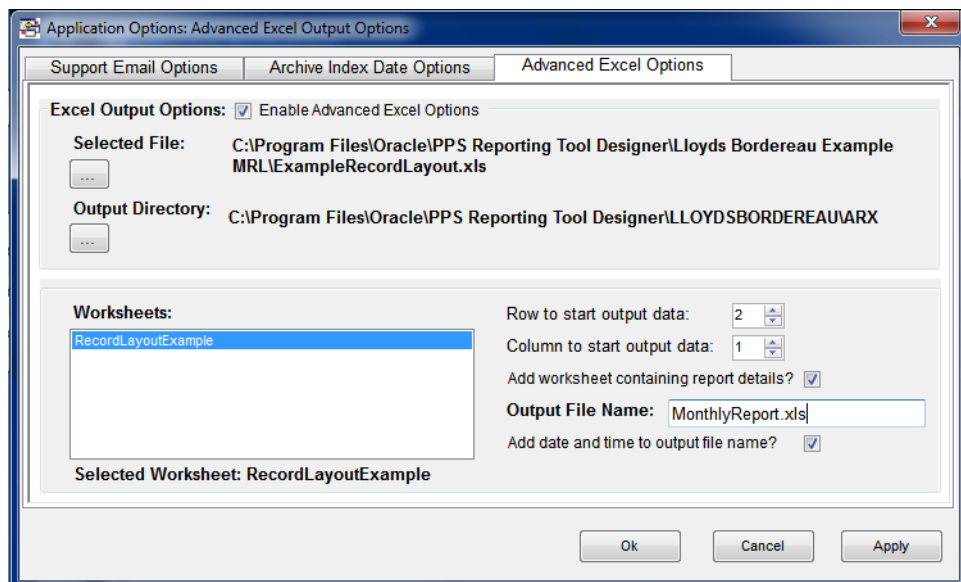 Application Options: Advanced Excel Output Options
Support Email Options
Archive Index Date Options
Advanced Excel Options
Excel Output Options: Enable Advanced Excel Options
Selected File:
C:\Program Files\Oracle\PPS Reporting Tool Designer\Lloyds Bordereau Example
MRL\ExampleRecordLayout.xls
...
Output Directory:
C:\Program Files\Oracle\PPS Reporting Tool Designer\LLOYDSBORDEREAU\ARX
...
Worksheets:
RecordLayoutExample
Selected Worksheet: RecordLayoutExample
Row to start output data: 2
Column to start output data: 1
Add worksheet containing report details?
Output File Name: MonthlyReport.xls
Add date and time to output file name?
Ok
Cancel
Apply